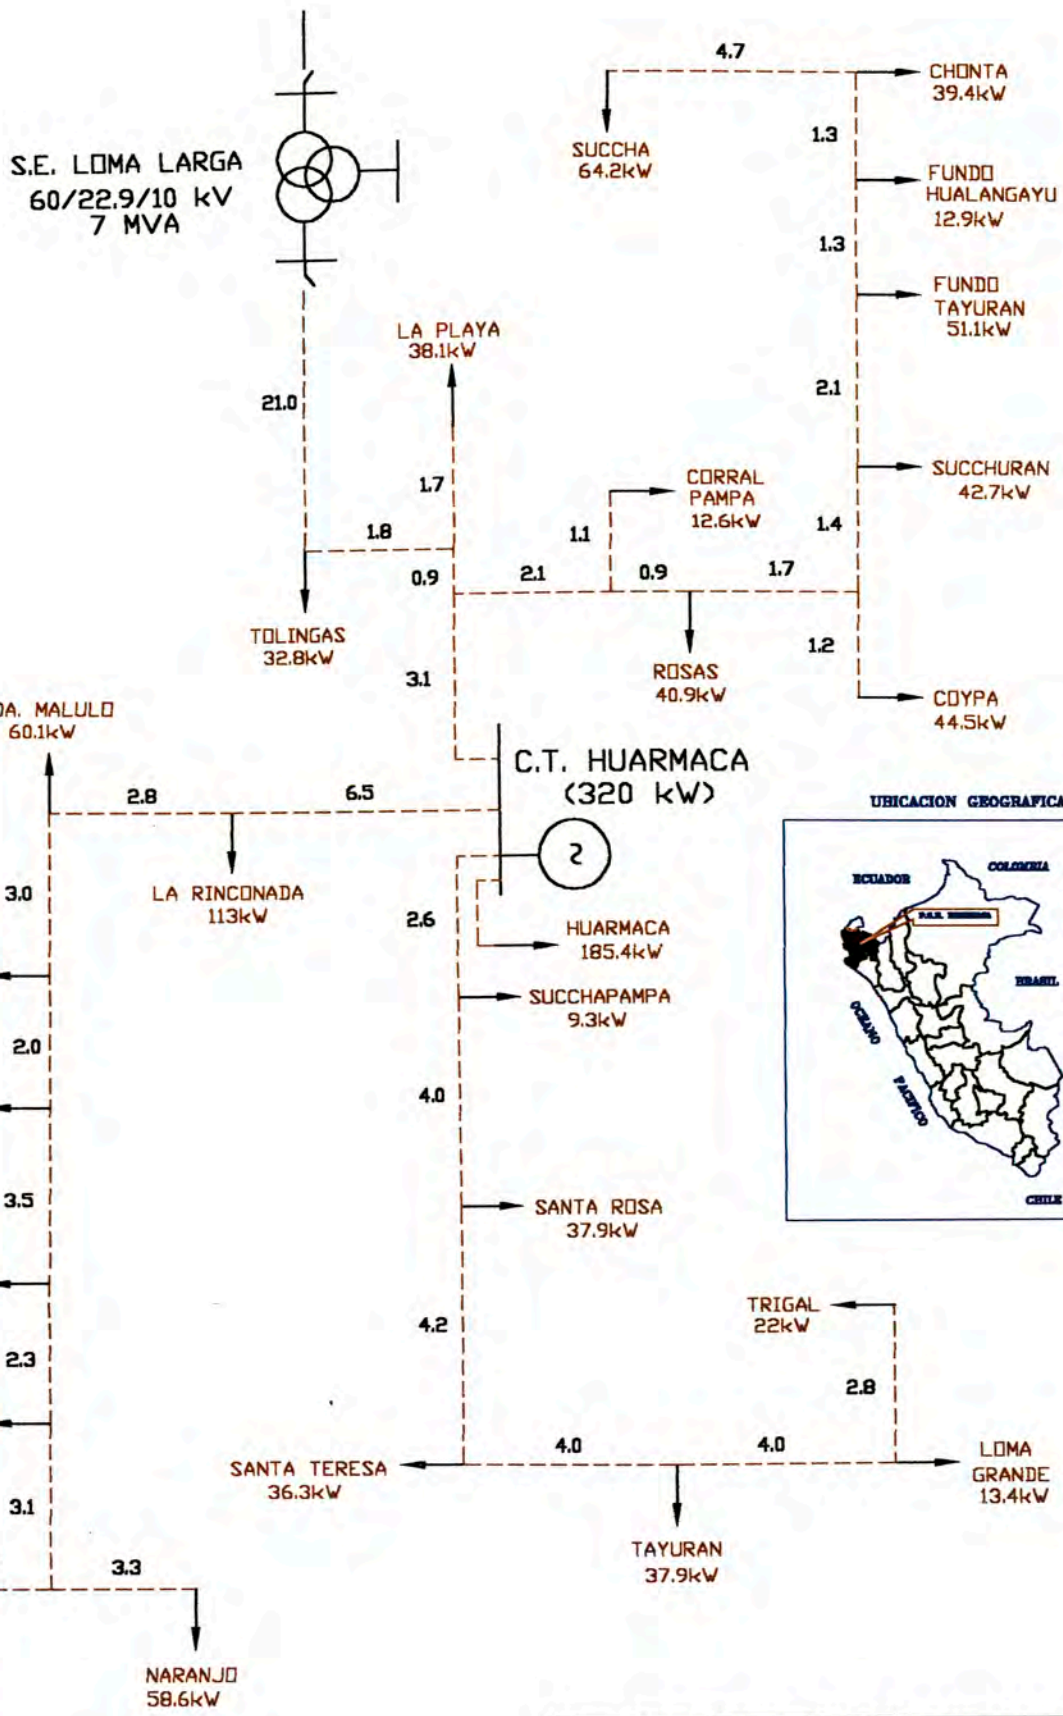 4.7
CHONTA
39.4kW
1.3
SUCCHA
64.2kW
S.E. LOMA LARGA
60/22.9/10 kV
7 MVA
FUNDO
HUALANGAYU
12.9kW
1.3
FUNDO
TAYURAN
51.1kW
LA PLAYA
38.1kW
21.0
2.1
1.7
CORRAL
PAMPA
12.6kW
SUCCHURAN
42.7kW
1.8
1.1
1.4
0.9
2.1
0.9
1.7
TOLINGAS
32.8kW
3.1
ROSAS
40.9kW
1.2
COYPA
44.5kW
DA. MALULO
60.1kW
C.T. HUARMACA
(320 kW)
2.8
6.5
LA RINCONADA
113kW
3.0
2.6
HUARMACA
185.4kW
SUCCHAPAMPA
9.3kW
2.0
4.0
UBICACION GEOGRAFICA
ECUADOR
COLOMBIA
BRASIL
OCEANO
PACIFICO
CHILE
3.5
SANTA ROSA
37.9kW
4.2
TRIGAL
22kW
2.3
2.8
SANTA TERESA
36.3kW
4.0
4.0
LOMA
GRANDE
13.4kW
3.1
TAYURAN
37.9kW
3.3
NARANJO
58.6kW